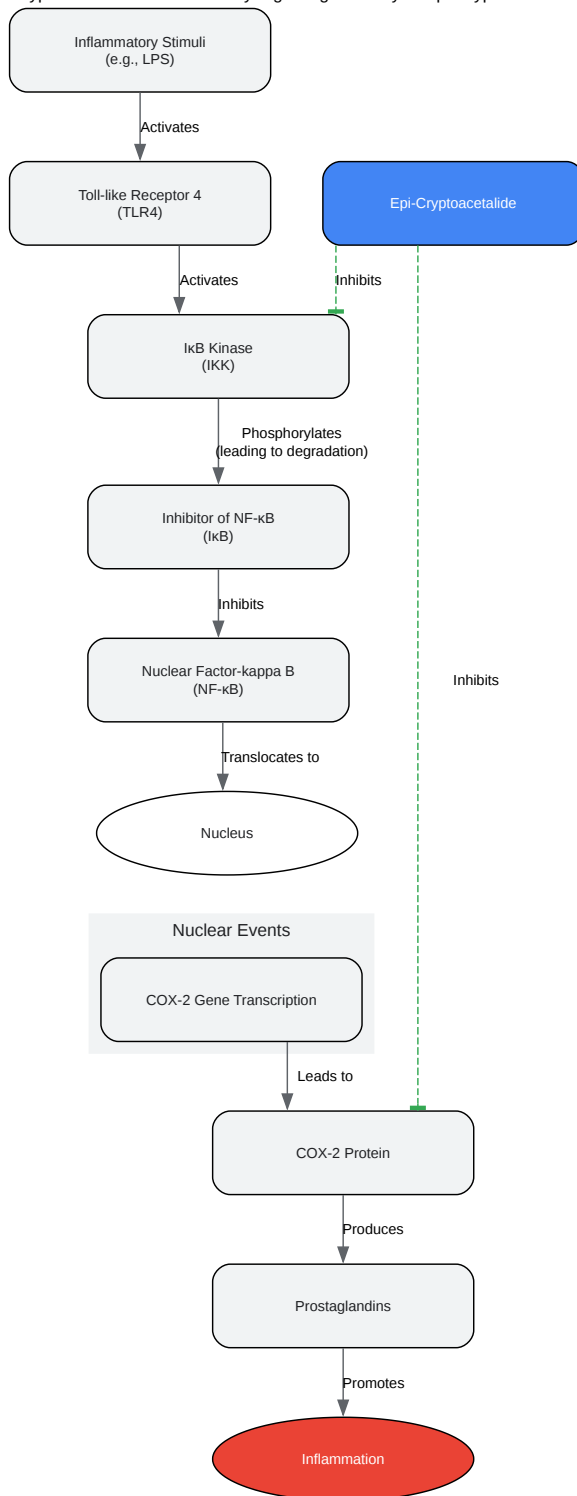 Inflammatory Stimuli
(e.g., LPS)
Activates
Toll-like Receptor 4
(TLR4)
Epi-Cryptoacetalide
Activates
Inhibits
IκB Kinase
(IKK)
Phosphorylates
(leading to degradation)
Inhibitor of NF-κB
(IκB)
Inhibits
Nuclear Factor-kappa B
(NF-κB)
Inhibits
Translocates to
Nucleus
Nuclear Events
COX-2 Gene Transcription
Leads to
COX-2 Protein
Produces
Prostaglandins
Promotes
Inflammation